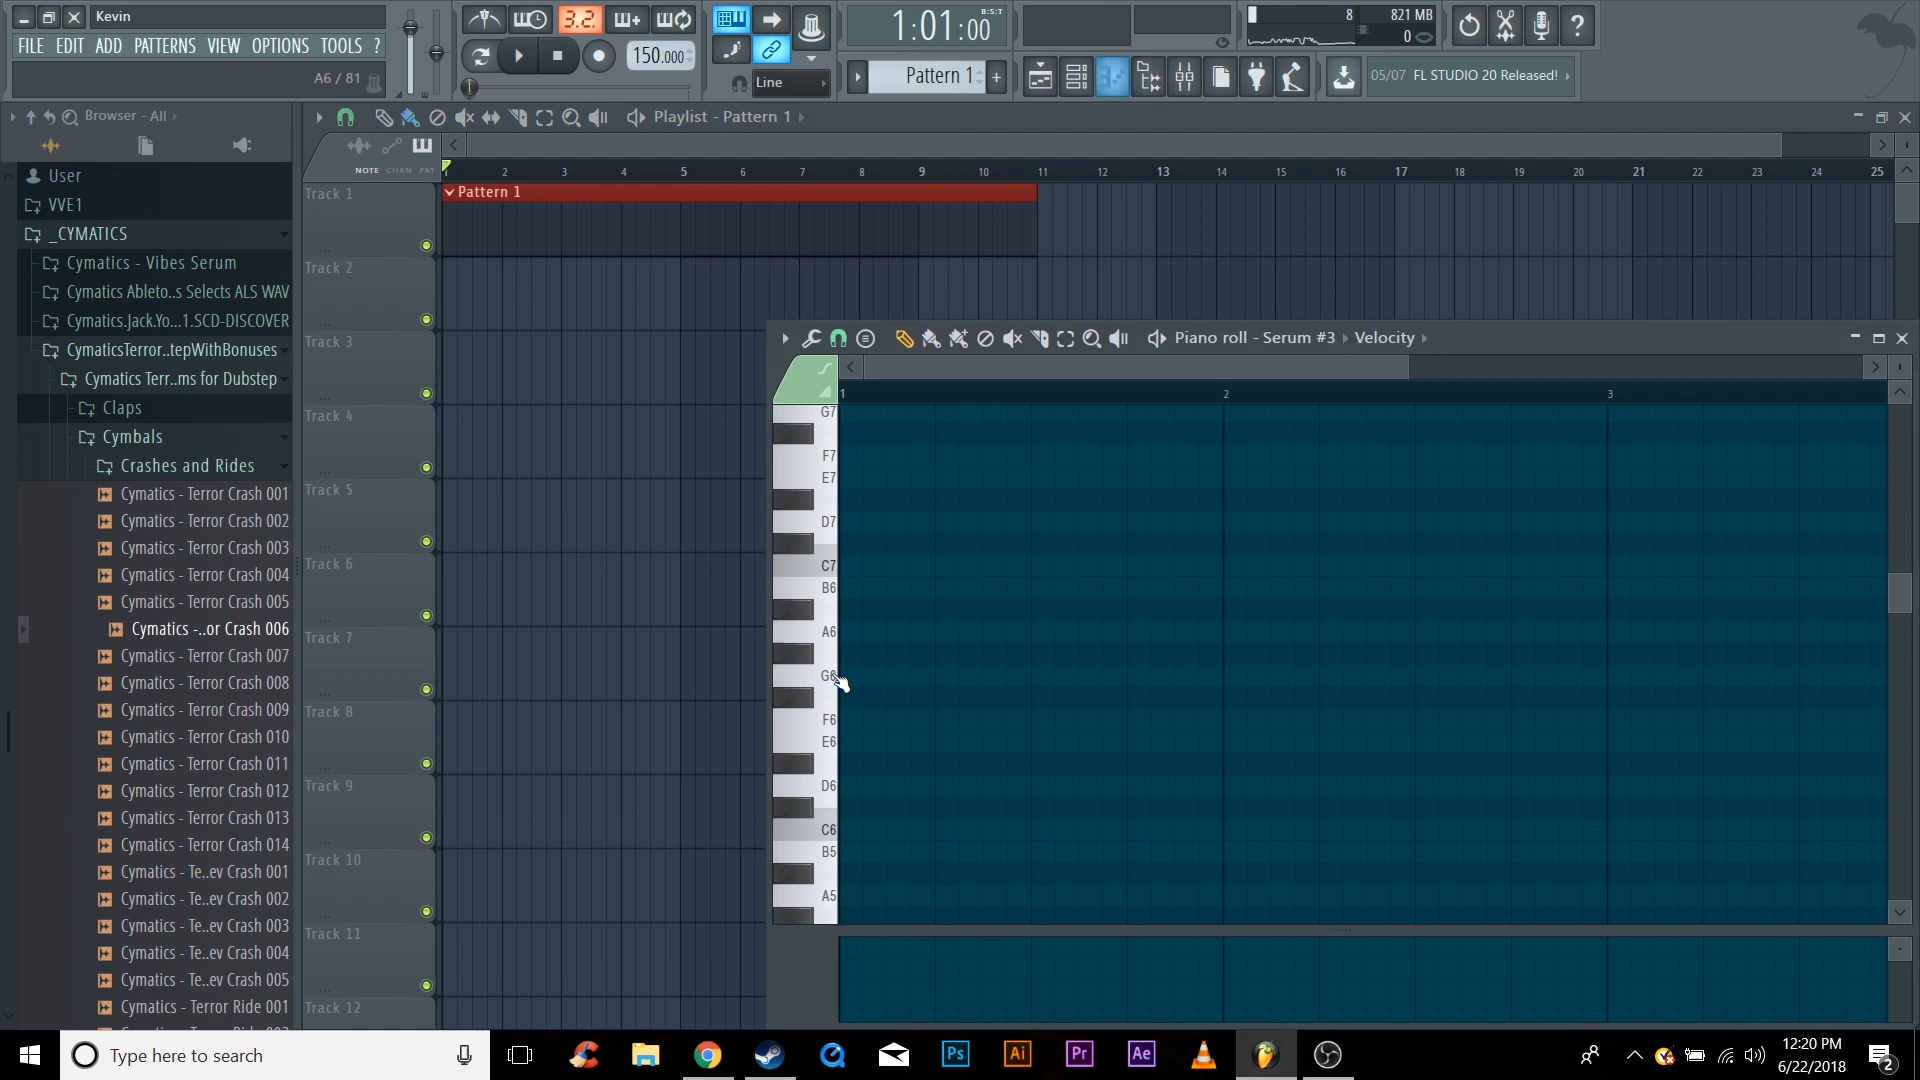 Kevin
FILE EDIT ADD PATTERNS VIEW OPTIONS TOOLS ?
A6 / 81
3.2.
150.000
Line
1:01:00
B:S:T
Pattern 1
8
821 MB
0
05/07 FL STUDIO 20 Released!
Browser - All
Playlist - Pattern 1
NOTE CHAN PAT
1 2 3 4 5 6 7 8 9 10 11 12 13 14 15 16 17 18 19 20 21 22 23 24 25
User
VVE1
_CYMATICS
Cymatics - Vibes Serum
Cymatics Ableto..s Selects ALS WAV
Cymatics.Jack.Yo...1.SCD-DISCOVER
CymaticsTerror..tepWithBonuses
Cymatics Terr..ms for Dubstep
Claps
Cymbals
Crashes and Rides
Cymatics - Terror Crash 001
Cymatics - Terror Crash 002
Cymatics - Terror Crash 003
Cymatics - Terror Crash 004
Cymatics - Terror Crash 005
Cymatics -..or Crash 006
Cymatics - Terror Crash 007
Cymatics - Terror Crash 008
Cymatics - Terror Crash 009
Cymatics - Terror Crash 010
Cymatics - Terror Crash 011
Cymatics - Terror Crash 012
Cymatics - Terror Crash 013
Cymatics - Terror Crash 014
Cymatics - Te..ev Crash 001
Cymatics - Te..ev Crash 002
Cymatics - Te..ev Crash 003
Cymatics - Te..ev Crash 004
Cymatics - Te..ev Crash 005
Cymatics - Terror Ride 001
Track 1
Pattern 1
Track 2
Track 3
Track 4
Track 5
Track 6
Track 7
Track 8
Track 9
Track 10
Track 11
Track 12
Piano roll - Serum #3 Velocity
1 2 3
G7
F7
E7
D7
C7
B6
A6
G6
F6
E6
D6
C6
B5
A5
Type here to search
Ps
Ai
Pr
Ae
12:20 PM
6/22/2018
2